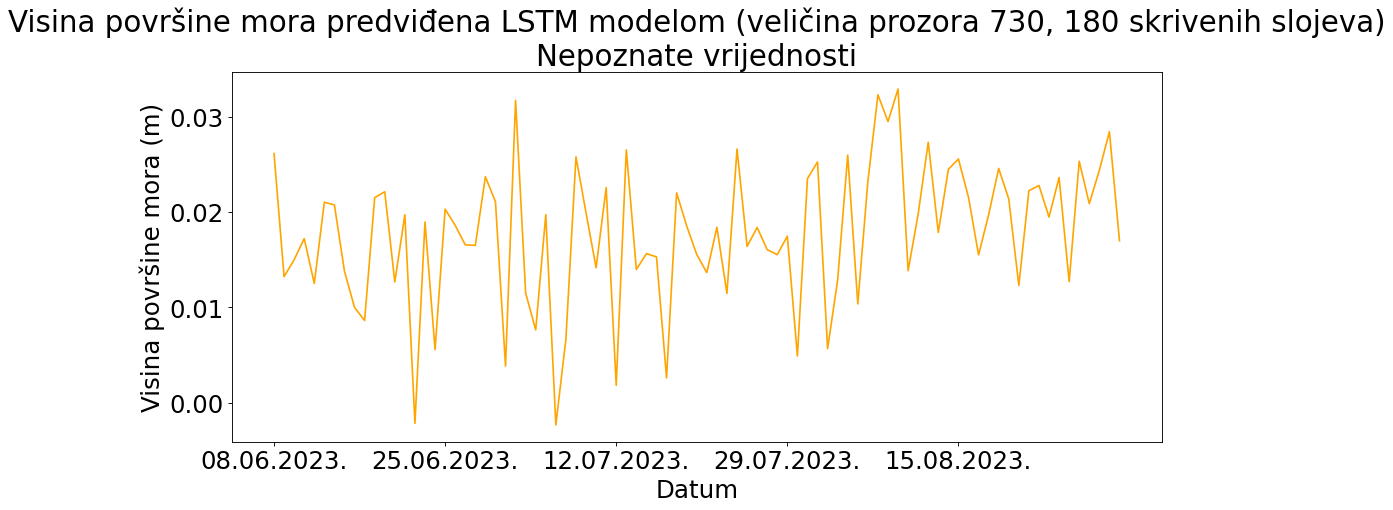 Visina površine mora predviđena LSTM modelom (veličina prozora 730, 180 skrivenih slojeva)
Nepoznate vrijednosti
Visina površine mora (m)
0.03
0.02
0.01
0.00
08.06.2023. 25.06.2023. 12.07.2023. 29.07.2023. 15.08.2023.
Datum